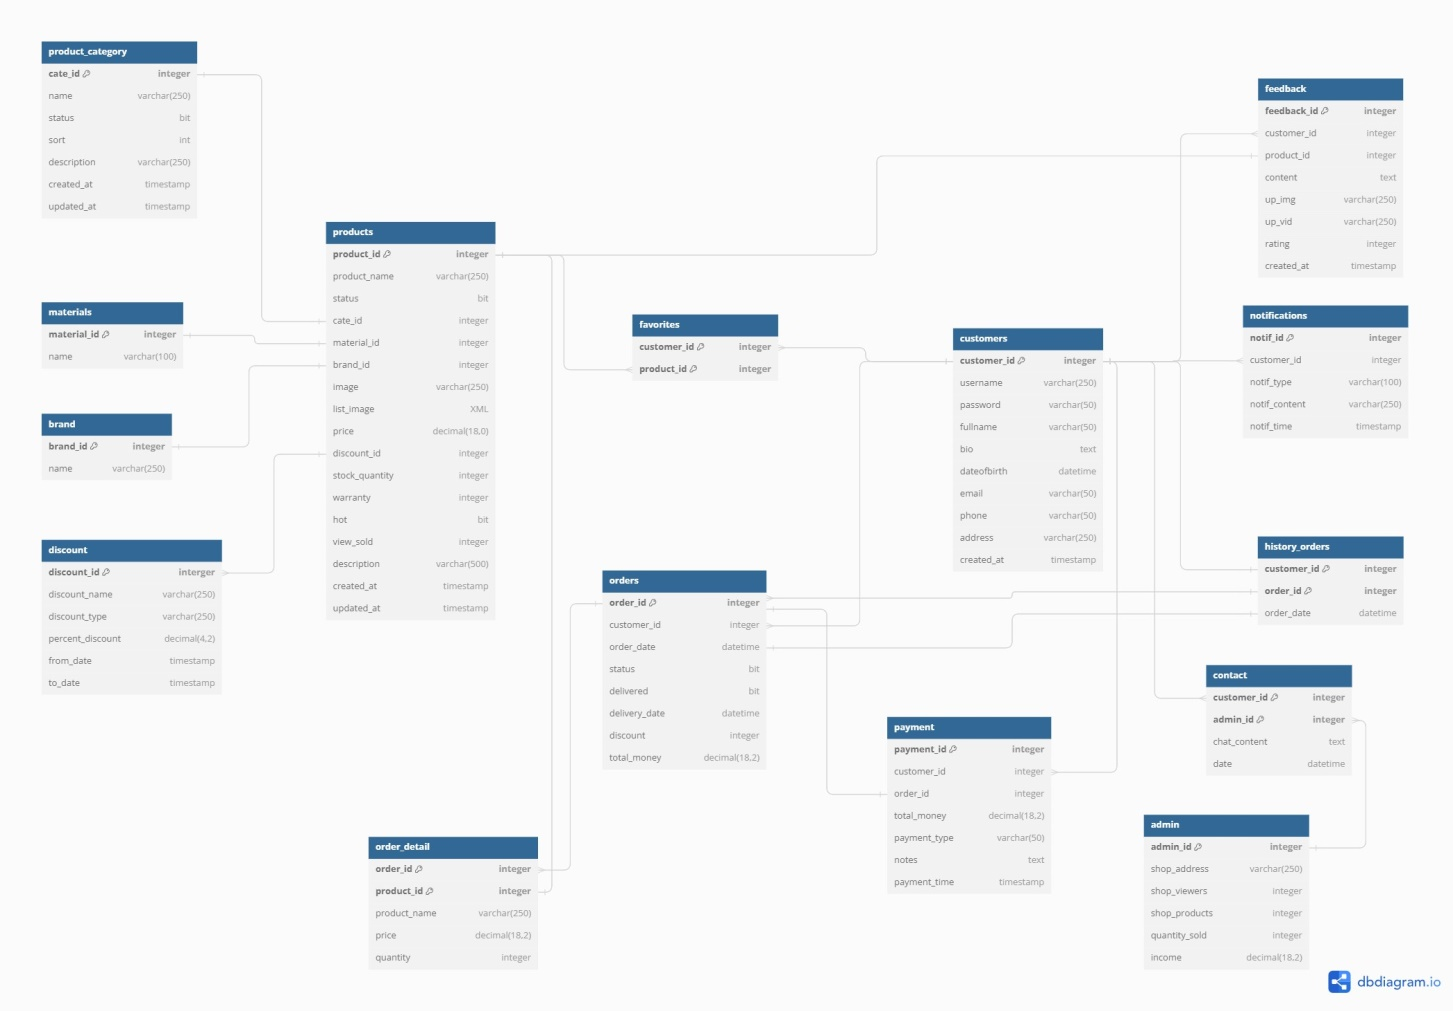 product_category
cate_id integer
name varchar(250)
status bit
sort int
description varchar(250)
created_at timestamp
updated_at timestamp
materials
material_id integer
name varchar(100)
brand
brand_id integer
name varchar(250)
discount
discount_id interger
discount_name varchar(250)
discount_type varchar(250)
percent_discount decimal(4,2)
from_date timestamp
to_date timestamp
products
product_id integer
product_name varchar(250)
status bit
cate_id integer
material_id integer
brand_id integer
image varchar(250)
list_image XML
price decimal(18,0)
discount_id integer
stock_quantity integer
warranty integer
hot bit
view_sold integer
description varchar(500)
created_at timestamp
updated_at timestamp
order_detail
order_id integer
product_id integer
product_name varchar(250)
price decimal(18,2)
quantity integer
favorites
customer_id integer
product_id integer
orders
order_id integer
customer_id integer
order_date datetime
status bit
delivered bit
delivery_date datetime
discount integer
total_money decimal(18,2)
customers
customer_id integer
username varchar(250)
password varchar(50)
fullname varchar(50)
bio text
dateofbirth datetime
email varchar(50)
phone varchar(50)
address varchar(250)
created_at timestamp
payment
payment_id integer
customer_id integer
order_id integer
total_money decimal(18,2)
payment_type varchar(50)
notes text
payment_time timestamp
feedback
feedback_id integer
customer_id integer
product_id integer
content text
up_img varchar(250)
up_vid varchar(250)
rating integer
created_at timestamp
notifications
notif_id integer
customer_id integer
notif_type varchar(100)
notif_content varchar(250)
notif_time timestamp
history_orders
customer_id integer
order_id integer
order_date datetime
contact
customer_id integer
admin_id integer
chat_content text
date datetime
admin
admin_id integer
shop_address varchar(250)
shop_viewers integer
shop_products integer
quantity_sold integer
income decimal(18,2)
dbdiagram.io